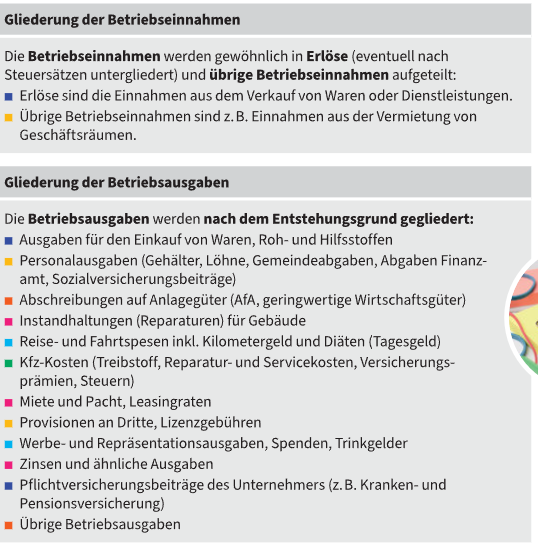 Gliederung der Betriebseinnahmen
Die Betriebseinnahmen werden gewöhnlich in Erlöse (eventuell nach
Steuersätzen untergliedert) und übrige Betriebseinnahmen aufgeteilt:
Erlöse sind die Einnahmen aus dem Verkauf von Waren oder Dienstleistungen.
Übrige Betriebseinnahmen sind z. B. Einnahmen aus der Vermietung von
Geschäftsräumen.
Gliederung der Betriebsausgaben
Die Betriebsausgaben werden nach dem Entstehungsgrund gegliedert:
Ausgaben für den Einkauf von Waren, Roh- und Hilfsstoffen
Personalausgaben (Gehälter, Löhne, Gemeindeabgaben, Abgaben Finanz-
amt, Sozialversicherungsbeiträge)
Abschreibungen auf Anlagegüter (AfA, geringwertige Wirtschaftsgüter)
Instandhaltungen (Reparaturen) für Gebäude
Reise- und Fahrtspesen inkl. Kilometergeld und Diäten (Tagesgeld)
Kfz-Kosten (Treibstoff, Reparatur- und Servicekosten, Versicherungs-
prämien, Steuern)
Miete und Pacht, Leasingraten
Provisionen an Dritte, Lizenzgebühren
Werbe- und Repräsentationsausgaben, Spenden, Trinkgelder
Zinsen und ähnliche Ausgaben
Pflichtversicherungsbeiträge des Unternehmers (z. B. Kranken- und
Pensionsversicherung)
Übrige Betriebsausgaben